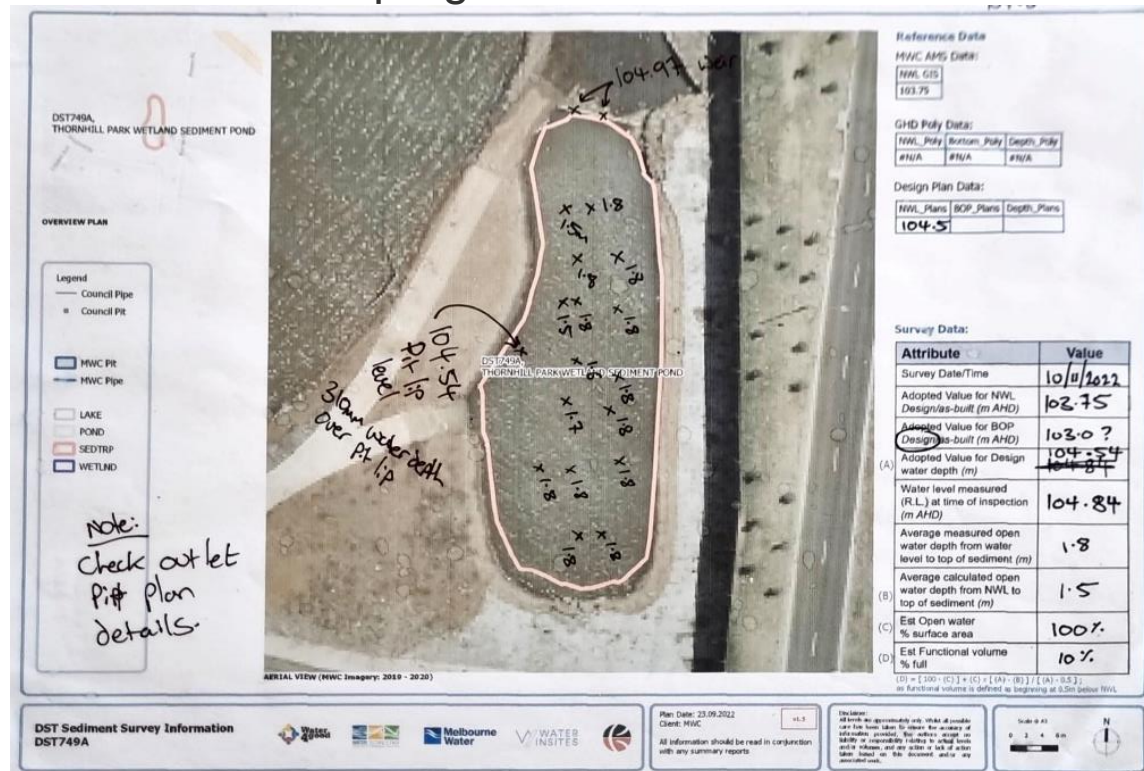 DST749A,
THORNHILL PARK WETLAND SEDIMENT POND
OVERVIEW PLAN
Legend
Council Pipe
Council Pit
MWC Pit
MWC Pipe
LAKE
POND
SEDTRP
WETLND
Note:
Check outlet
Pit plan
details.
104.97 weir
1.8
1.5m
1.8
1.8
1.5
1.8
1.8
104.54
Pit lip
level
310mm water depth
over pit lip
DST749A,
THORNHILL PARK WETLAND SEDIMENT POND
1.8
1.7
1.8
1.8
1.8
1.8
1.8
1.8
AERIAL VIEW (MWC Imagery: 2019 - 2020)
Reference Data
MWC AMS Data:
NWL GIS
103.75
GHD Poly Data:
NWL_Poly Bottom_Poly Depth_Poly
#N/A #N/A #N/A
Design Plan Data:
NWL_Plans BOP_Plans Depth_Plans
104.5
Survey Data:
Attribute Value
Survey Date/Time 10/11/2022
Adopted Value for NWL
Design/as-built (m AHD) 103.75
Adopted Value for BOP
Design/as-built (m AHD) 103.0 ?
(A) Adopted Value for Design
water depth (m) 104.54 104.84
Water level measured
(R.L.) at time of inspection
(m AHD) 104.84
Average measured open
water depth from water
level to top of sediment (m) 1.8
(B) Average calculated open
water depth from NWL to
top of sediment (m) 1.5
(C) Est Open water
% surface area 100%
(D) Est Functional volume
% full 10%
(D) = [ 100 - (C) ] + (C) x [ (A) - (B) ] / [ (A) - 0.5 ] ;
as functional volume is defined as beginning at 0.5m below NWL
DST Sediment Survey Information
DST749A
Melbourne
Water
WATER
INSITES
Plan Date: 23.09.2022
Client: MWC
v1.3
All information should be read in conjunction
with any summary reports
Disclaimer:
Scale @ A3
0 2 4 8m
N